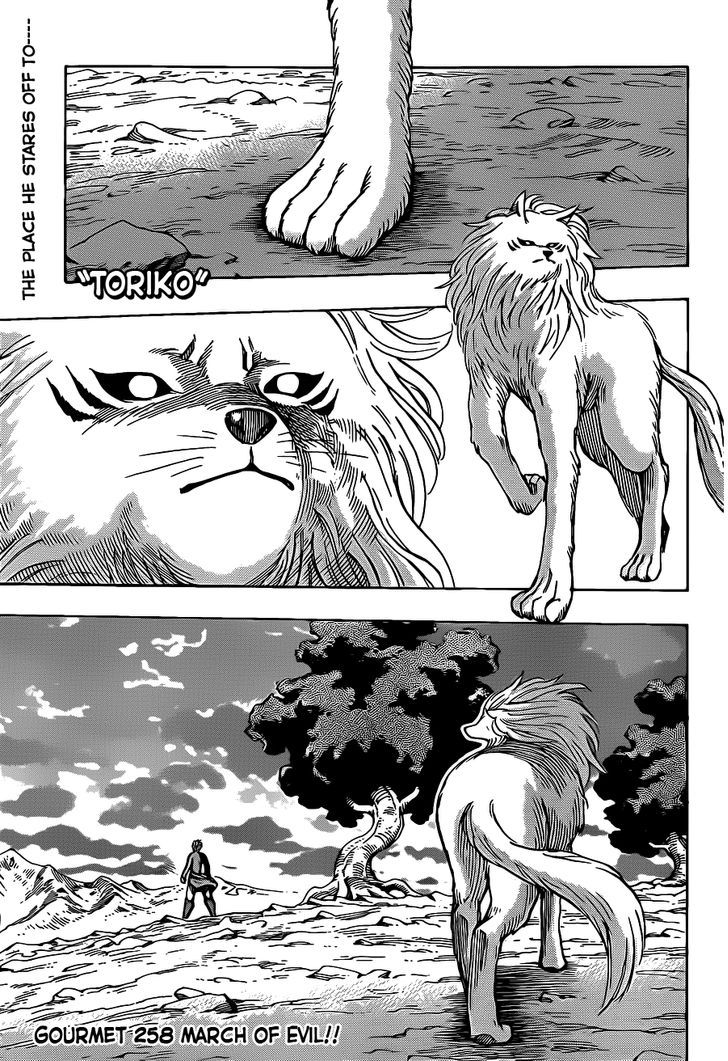 THE PLACE HE STARES OFF TO----
"TORIKO"
GOURMET 258 MARCH OF EVIL!!